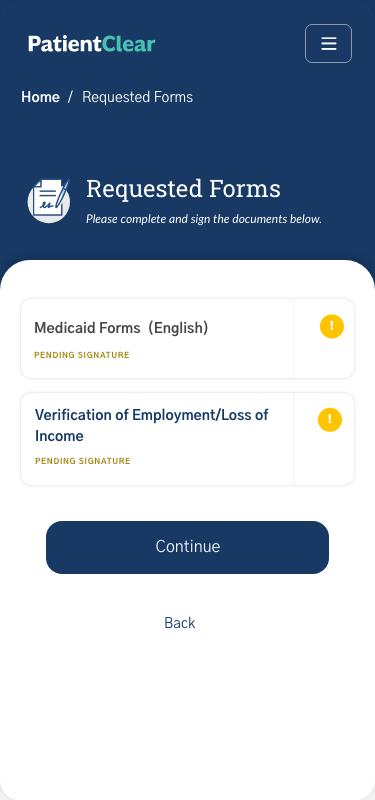 PatientClear
Home / Requested Forms
Requested Forms
Please complete and sign the documents below.
Medicaid Forms (English)
!
PENDING SIGNATURE
Verification of Employment/Loss of
Income
!
PENDING SIGNATURE
Continue
Back